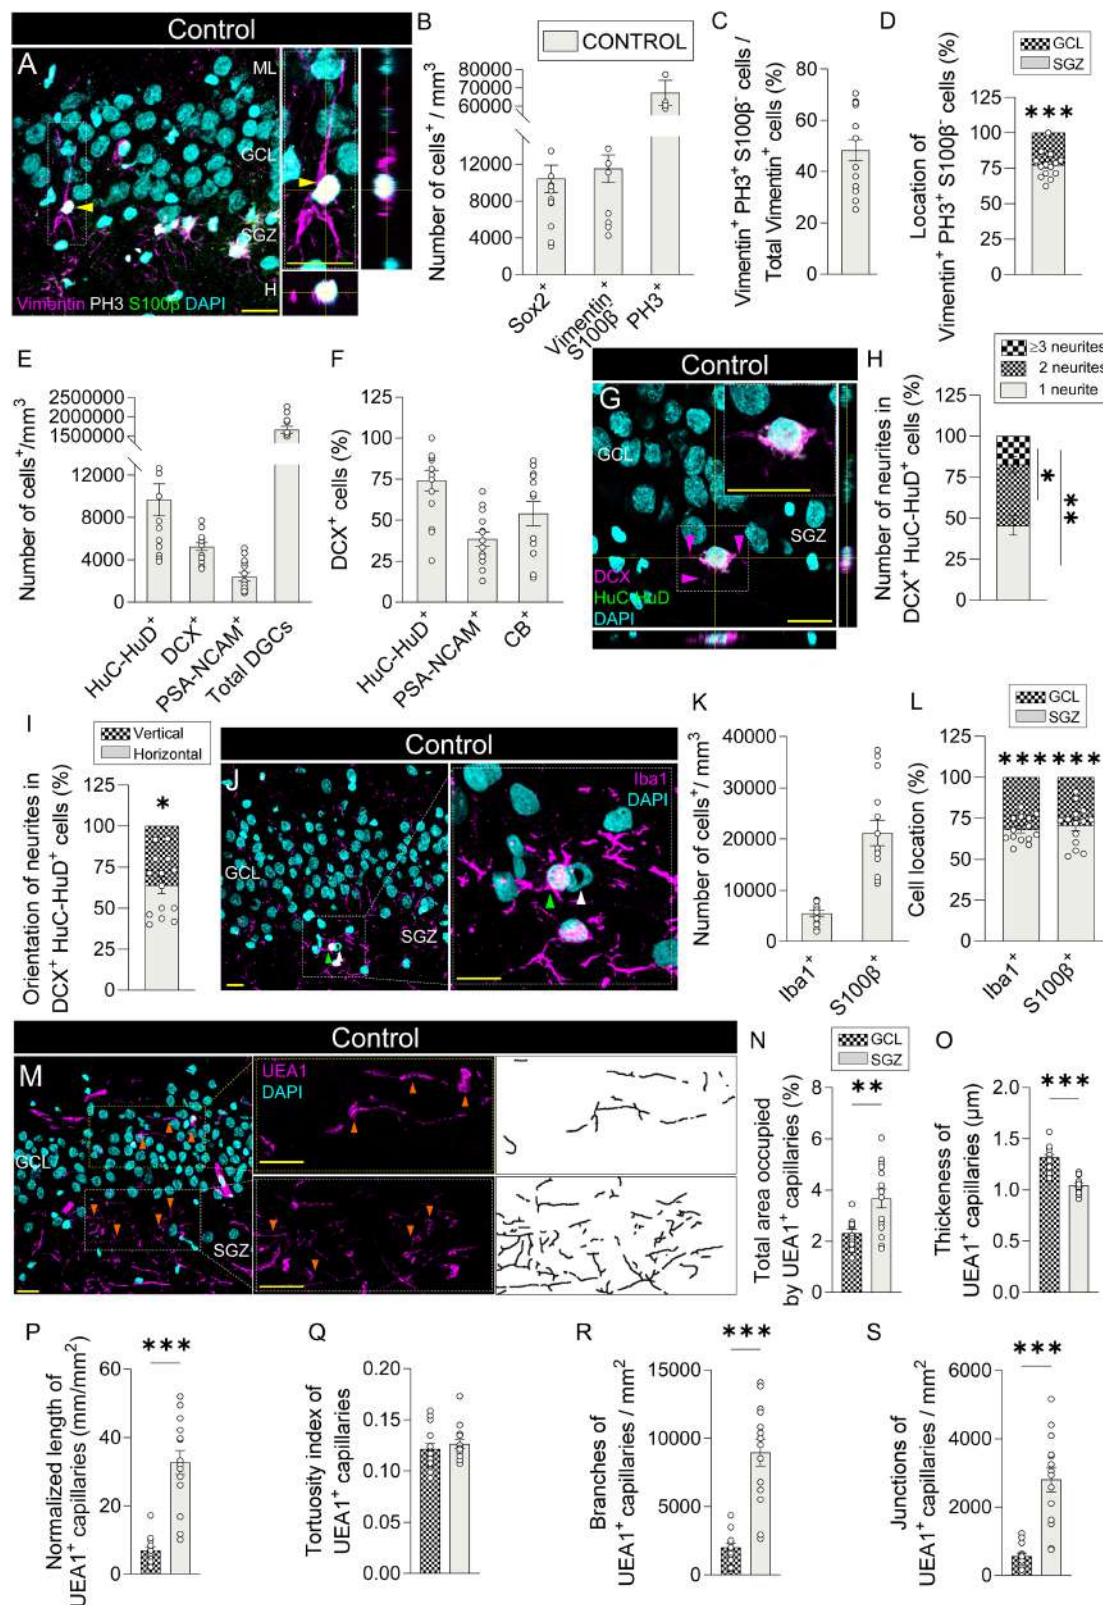 Control
A
ML
GCL
SGZ
H
Vimentin PH3 S100β DAPI
B
CONTROL
Number of cells⁺ / mm³
80000
70000
60000
12000
8000
4000
0
Sox2⁺
Vimentin⁺
S100β⁻
PH3⁺
C
Vimentin⁺ PH3⁺ S100β⁻ cells /
Total Vimentin⁺ cells (%)
80
60
40
20
0
D
GCL
SGZ
Location of
Vimentin⁺ PH3⁺ S100β⁻ cells (%)
125
100
75
50
25
0
***
E
Number of cells⁺/mm³
2500000
2000000
1500000
12000
8000
4000
0
HuC-HuD⁺
DCX⁺
PSA-NCAM⁺
Total DGCs
F
DCX⁺ cells (%)
125
100
75
50
25
0
HuC-HuD⁺
PSA-NCAM⁺
CB⁺
Control
G
GCL
SGZ
DCX
HuC-HuD
DAPI
H
≥3 neurites
2 neurites
1 neurite
Number of neurites in
DCX⁺ HuC-HuD⁺ cells (%)
125
100
75
50
25
0
*
**
I
Vertical
Horizontal
Orientation of neurites in
DCX⁺ HuC-HuD⁺ cells (%)
125
100
75
50
25
0
*
Control
J
GCL
SGZ
Iba1
DAPI
K
Number of cells⁺/ mm³
40000
30000
20000
10000
0
Iba1⁺
S100β⁺
L
GCL
SGZ
Cell location (%)
125
100
75
50
25
0
*** ***
Iba1⁺
S100β⁺
Control
M
GCL
SGZ
UEA1
DAPI
N
GCL
SGZ
Total area occupied
by UEA1⁺ capillaries (%)
8
6
4
2
0
**
O
Thickeness of
UEA1⁺ capillaries (µm)
2.0
1.5
1.0
0.5
0.0
***
P
Normalized length of
UEA1⁺ capillaries (mm/mm²)
60
40
20
0
***
Q
Tortuosity index of
UEA1⁺ capillaries
0.20
0.15
0.10
0.05
0.00
R
Branches of
UEA1⁺ capillaries / mm²
15000
10000
5000
0
***
S
Junctions of
UEA1⁺ capillaries / mm²
6000
4000
2000
0
***